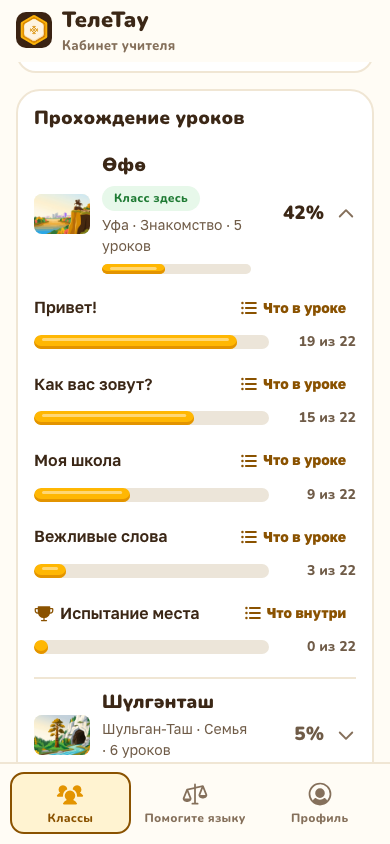 ТелеТау
Кабинет учителя
Прохождение уроков
Өфө
Класс здесь
Уфа · Знакомство · 5
уроков
42%
Привет!
Что в уроке
19 из 22
Как вас зовут?
Что в уроке
15 из 22
Моя школа
Что в уроке
9 из 22
Вежливые слова
Что в уроке
3 из 22
Испытание места
Что внутри
0 из 22
Шүлгәнташ
Шульган-Таш · Семья
· 6 уроков
5%
Классы
Помогите языку
Профиль